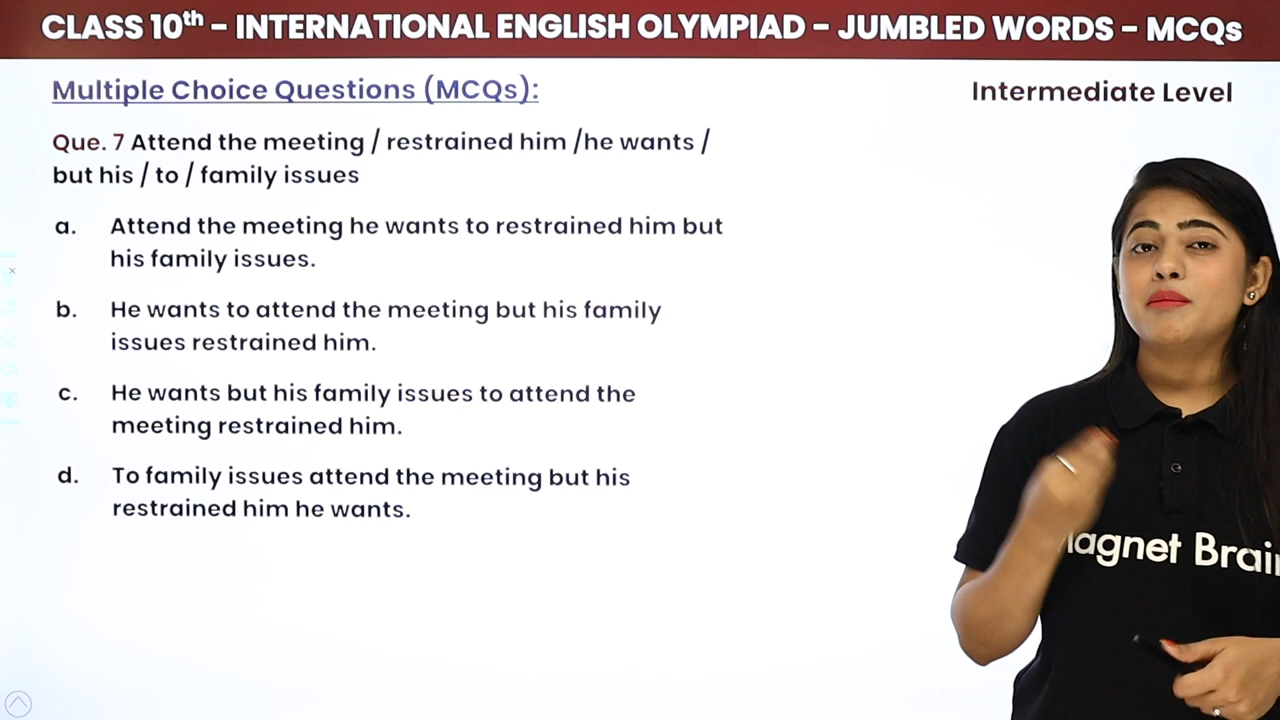 CLASS 10th – INTERNATIONAL ENGLISH OLYMPIAD – JUMBLED WORDS – MCQs
Multiple Choice Questions (MCQs):
Intermediate Level
Que. 7 Attend the meeting / restrained him /he wants /
but his / to / family issues
a. Attend the meeting he wants to restrained him but
his family issues.
b. He wants to attend the meeting but his family
issues restrained him.
c. He wants but his family issues to attend the
meeting restrained him.
d. To family issues attend the meeting but his
restrained him he wants.
agnet Brai